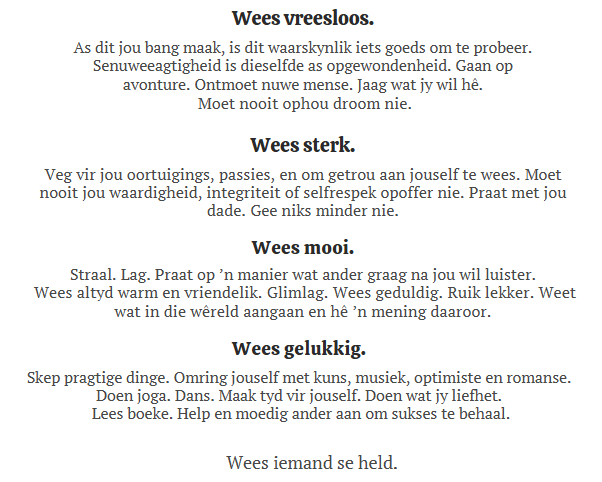 Wees vreesloos.
As dit jou bang maak, is dit waarskynlik iets goeds om te probeer.
Senuweeagtigheid is dieselfde as opgewondenheid. Gaan op
avonture. Ontmoet nuwe mense. Jaag wat jy wil hê.
Moet nooit ophou droom nie.
Wees sterk.
Veg vir jou oortuigings, passies, en om getrou aan jouself te wees. Moet
nooit jou waardigheid, integriteit of selfrespek opoffer nie. Praat met jou
dade. Gee niks minder nie.
Wees mooi.
Straal. Lag. Praat op ’n manier wat ander graag na jou wil luister.
Wees altyd warm en vriendelik. Glimlag. Wees geduldig. Ruik lekker. Weet
wat in die wêreld aangaan en hê ’n mening daaroor.
Wees gelukkig.
Skep pragtige dinge. Omring jouself met kuns, musiek, optimiste en romanse.
Doen joga. Dans. Maak tyd vir jouself. Doen wat jy liefhet.
Lees boeke. Help en moedig ander aan om sukses te behaal.
Wees iemand se held.